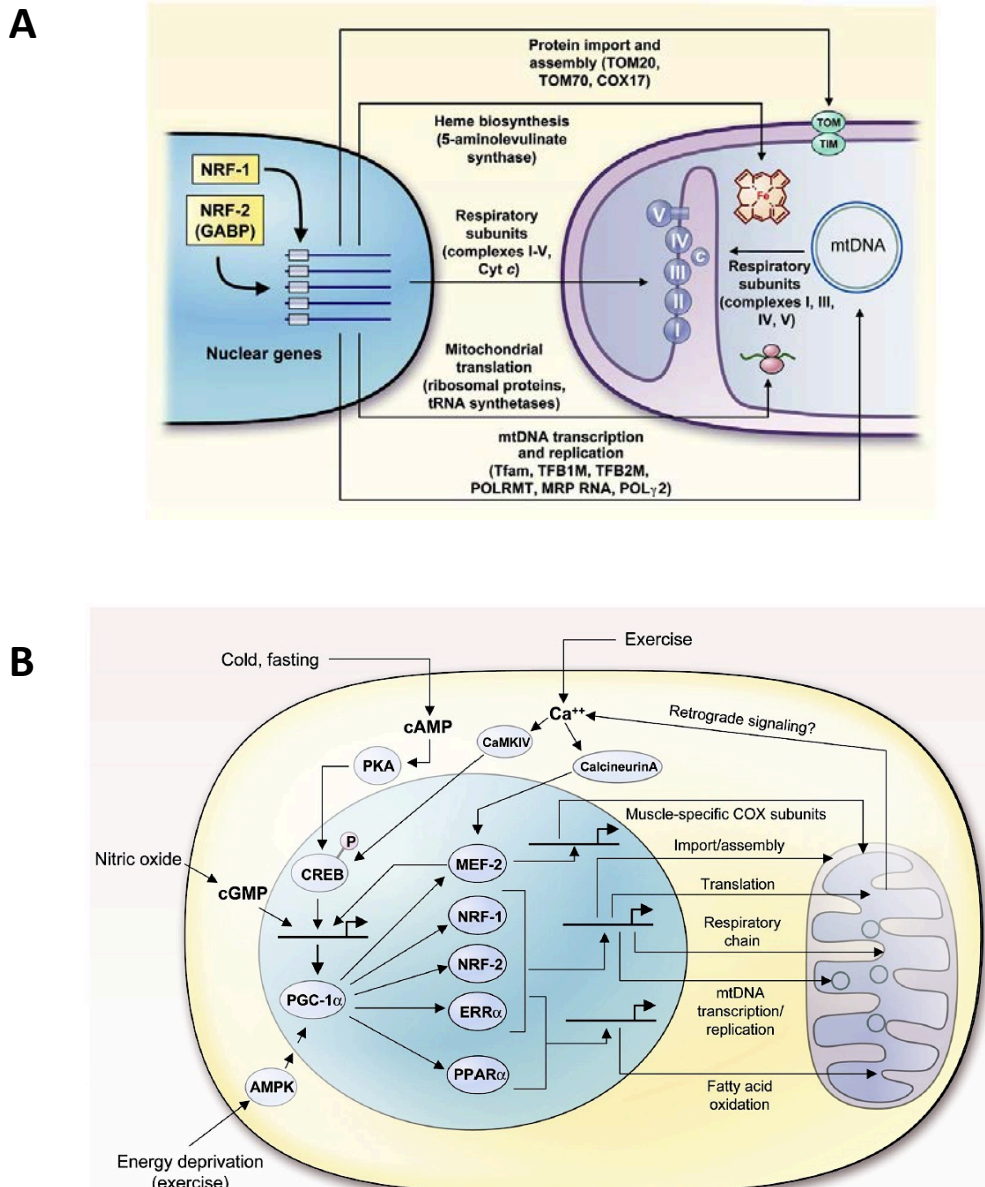 A
Protein import and
assembly (TOM20,
TOM70, COX17)
Heme biosynthesis
(5-aminolevulinate
synthase)
TOM
TIM
NRF-1
NRF-2
(GABP)
Fe
Respiratory
subunits
(complexes I-V,
Cyt c)
V
IV
c
III
II
I
mtDNA
Respiratory
subunits
(complexes I, III,
IV, V)
Nuclear genes
Mitochondrial
translation
(ribosomal proteins,
tRNA synthetases)
mtDNA transcription
and replication
(Tfam, TFB1M, TFB2M,
POLRMT, MRP RNA, POLγ2)
B
Exercise
Cold, fasting
Ca++
Retrograde signaling?
cAMP
CaMKIV
PKA
CalcineurinA
Muscle-specific COX subunits
P
Import/assembly
Nitric oxide
CREB
MEF-2
cGMP
Translation
NRF-1
Respiratory
chain
NRF-2
PGC-1α
ERRα
mtDNA
transcription/
replication
PPARα
AMPK
Fatty acid
oxidation
Energy deprivation
(exercise)